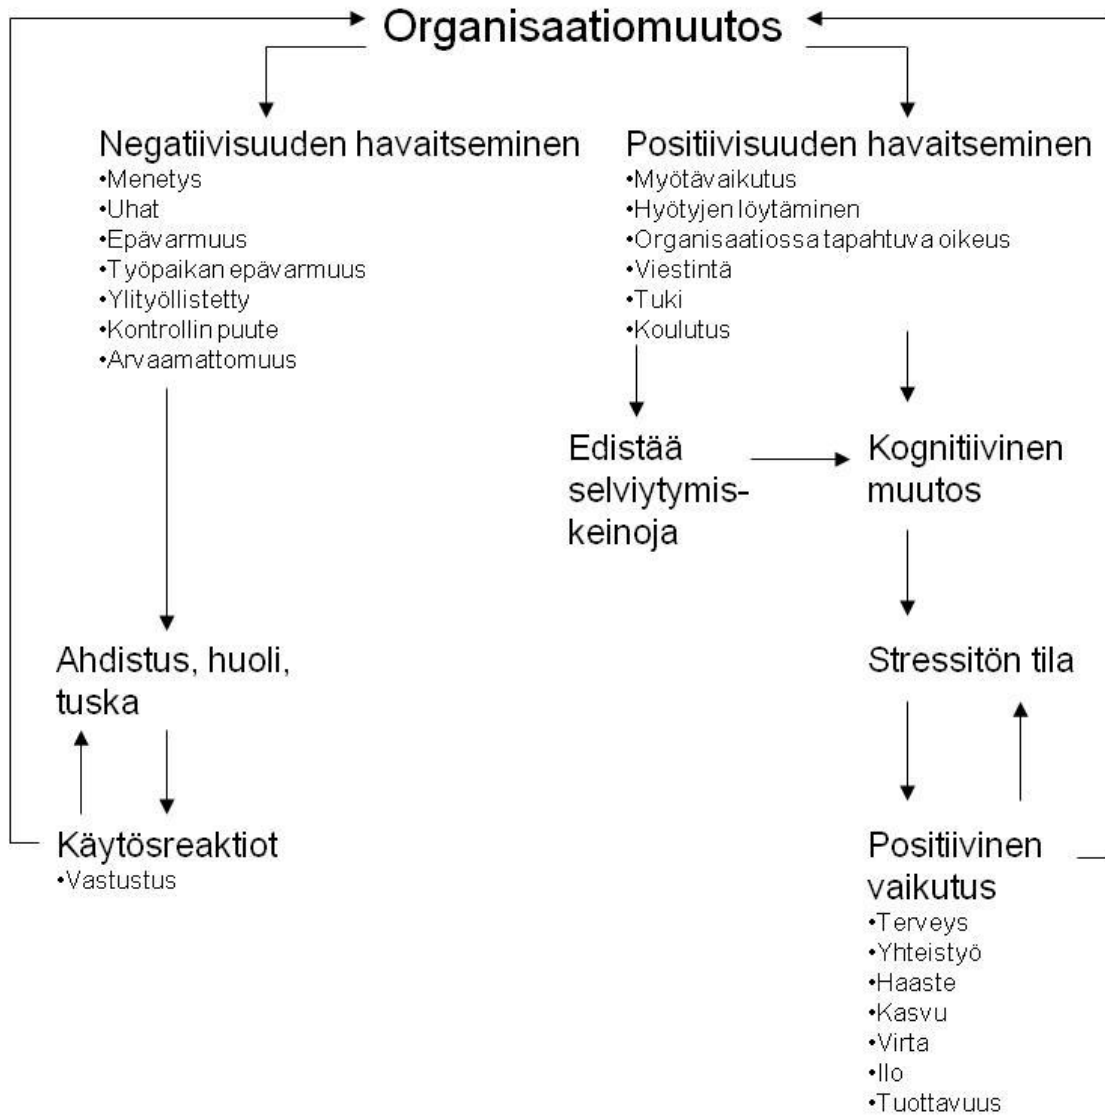 Organisaatiomuutos
Negatiivisuuden havaitseminen
•Menetys
•Uhat
•Epävarmuus
•Työpaikan epävarmuus
•Ylityöllistetty
•Kontrollin puute
•Arvaamattomuus
Positiivisuuden havaitseminen
•Myötävaikutus
•Hyötyjen löytäminen
•Organisaatiossa tapahtuva oikeus
•Viestintä
•Tuki
•Koulutus
Edistää
selviytymis-
keinoja
Kognitiivinen
muutos
Ahdistus, huoli,
tuska
Stressitön tila
Käytösreaktiot
•Vastustus
Positiivinen
vaikutus
•Terveys
•Yhteistyö
•Haaste
•Kasvu
•Virta
•Ilo
•Tuottavuus